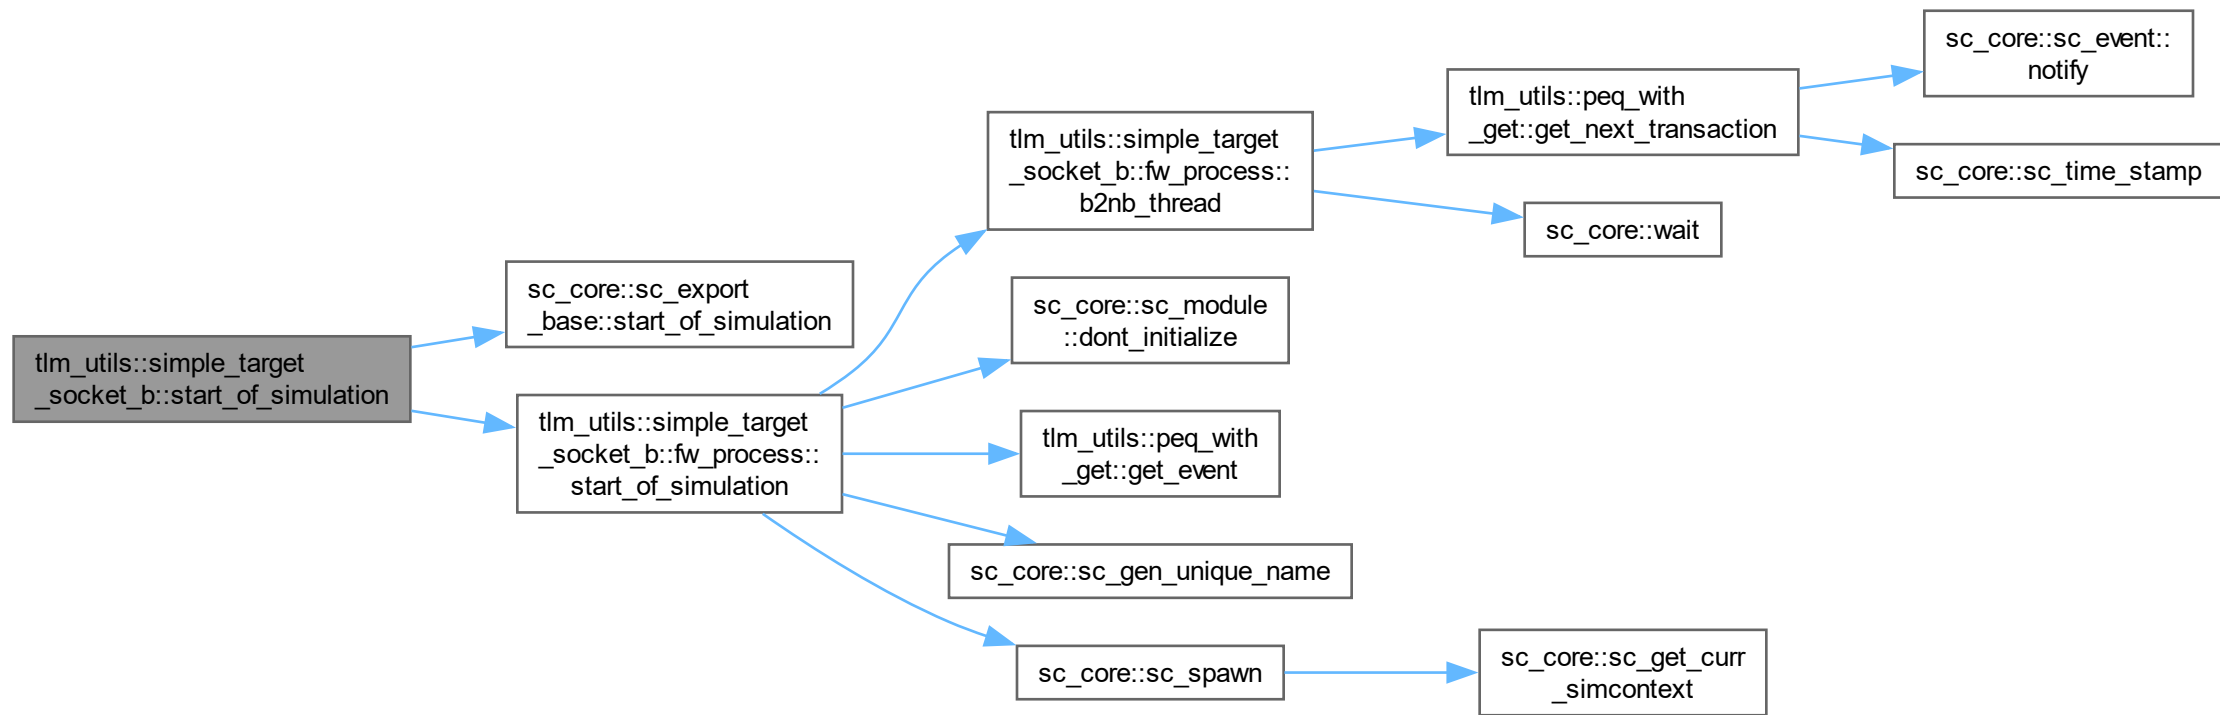 tlm_utils::simple_target
_socket_b::start_of_simulation
sc_core::sc_export
_base::start_of_simulation
tlm_utils::simple_target
_socket_b::fw_process::
start_of_simulation
tlm_utils::simple_target
_socket_b::fw_process::
b2nb_thread
tlm_utils::peq_with
_get::get_next_transaction
sc_core::sc_event::
notify
sc_core::sc_time_stamp
sc_core::wait
sc_core::sc_module
::dont_initialize
tlm_utils::peq_with
_get::get_event
sc_core::sc_gen_unique_name
sc_core::sc_spawn
sc_core::sc_get_curr
_simcontext